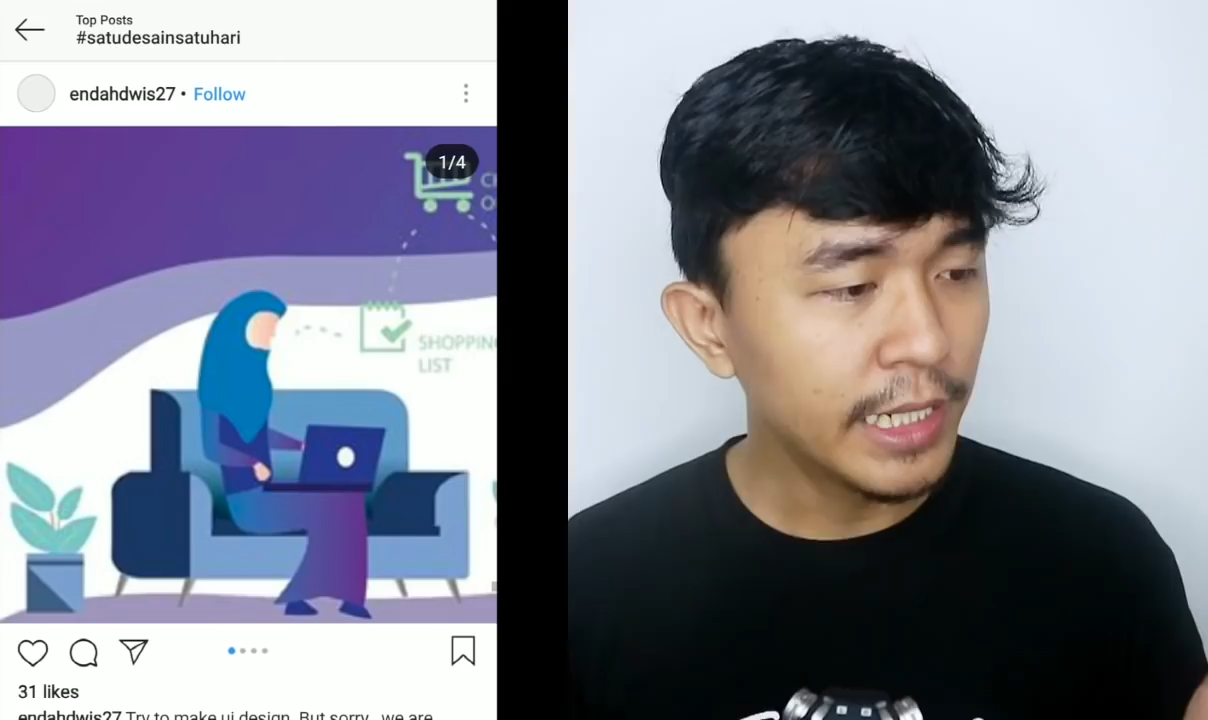 Top Posts
#satudesainsatuhari
endahdwis27 • Follow
1/4
SHOPPING
LIST
31 likes
endahdwis27 Try to make ui design. But sorry.. we are